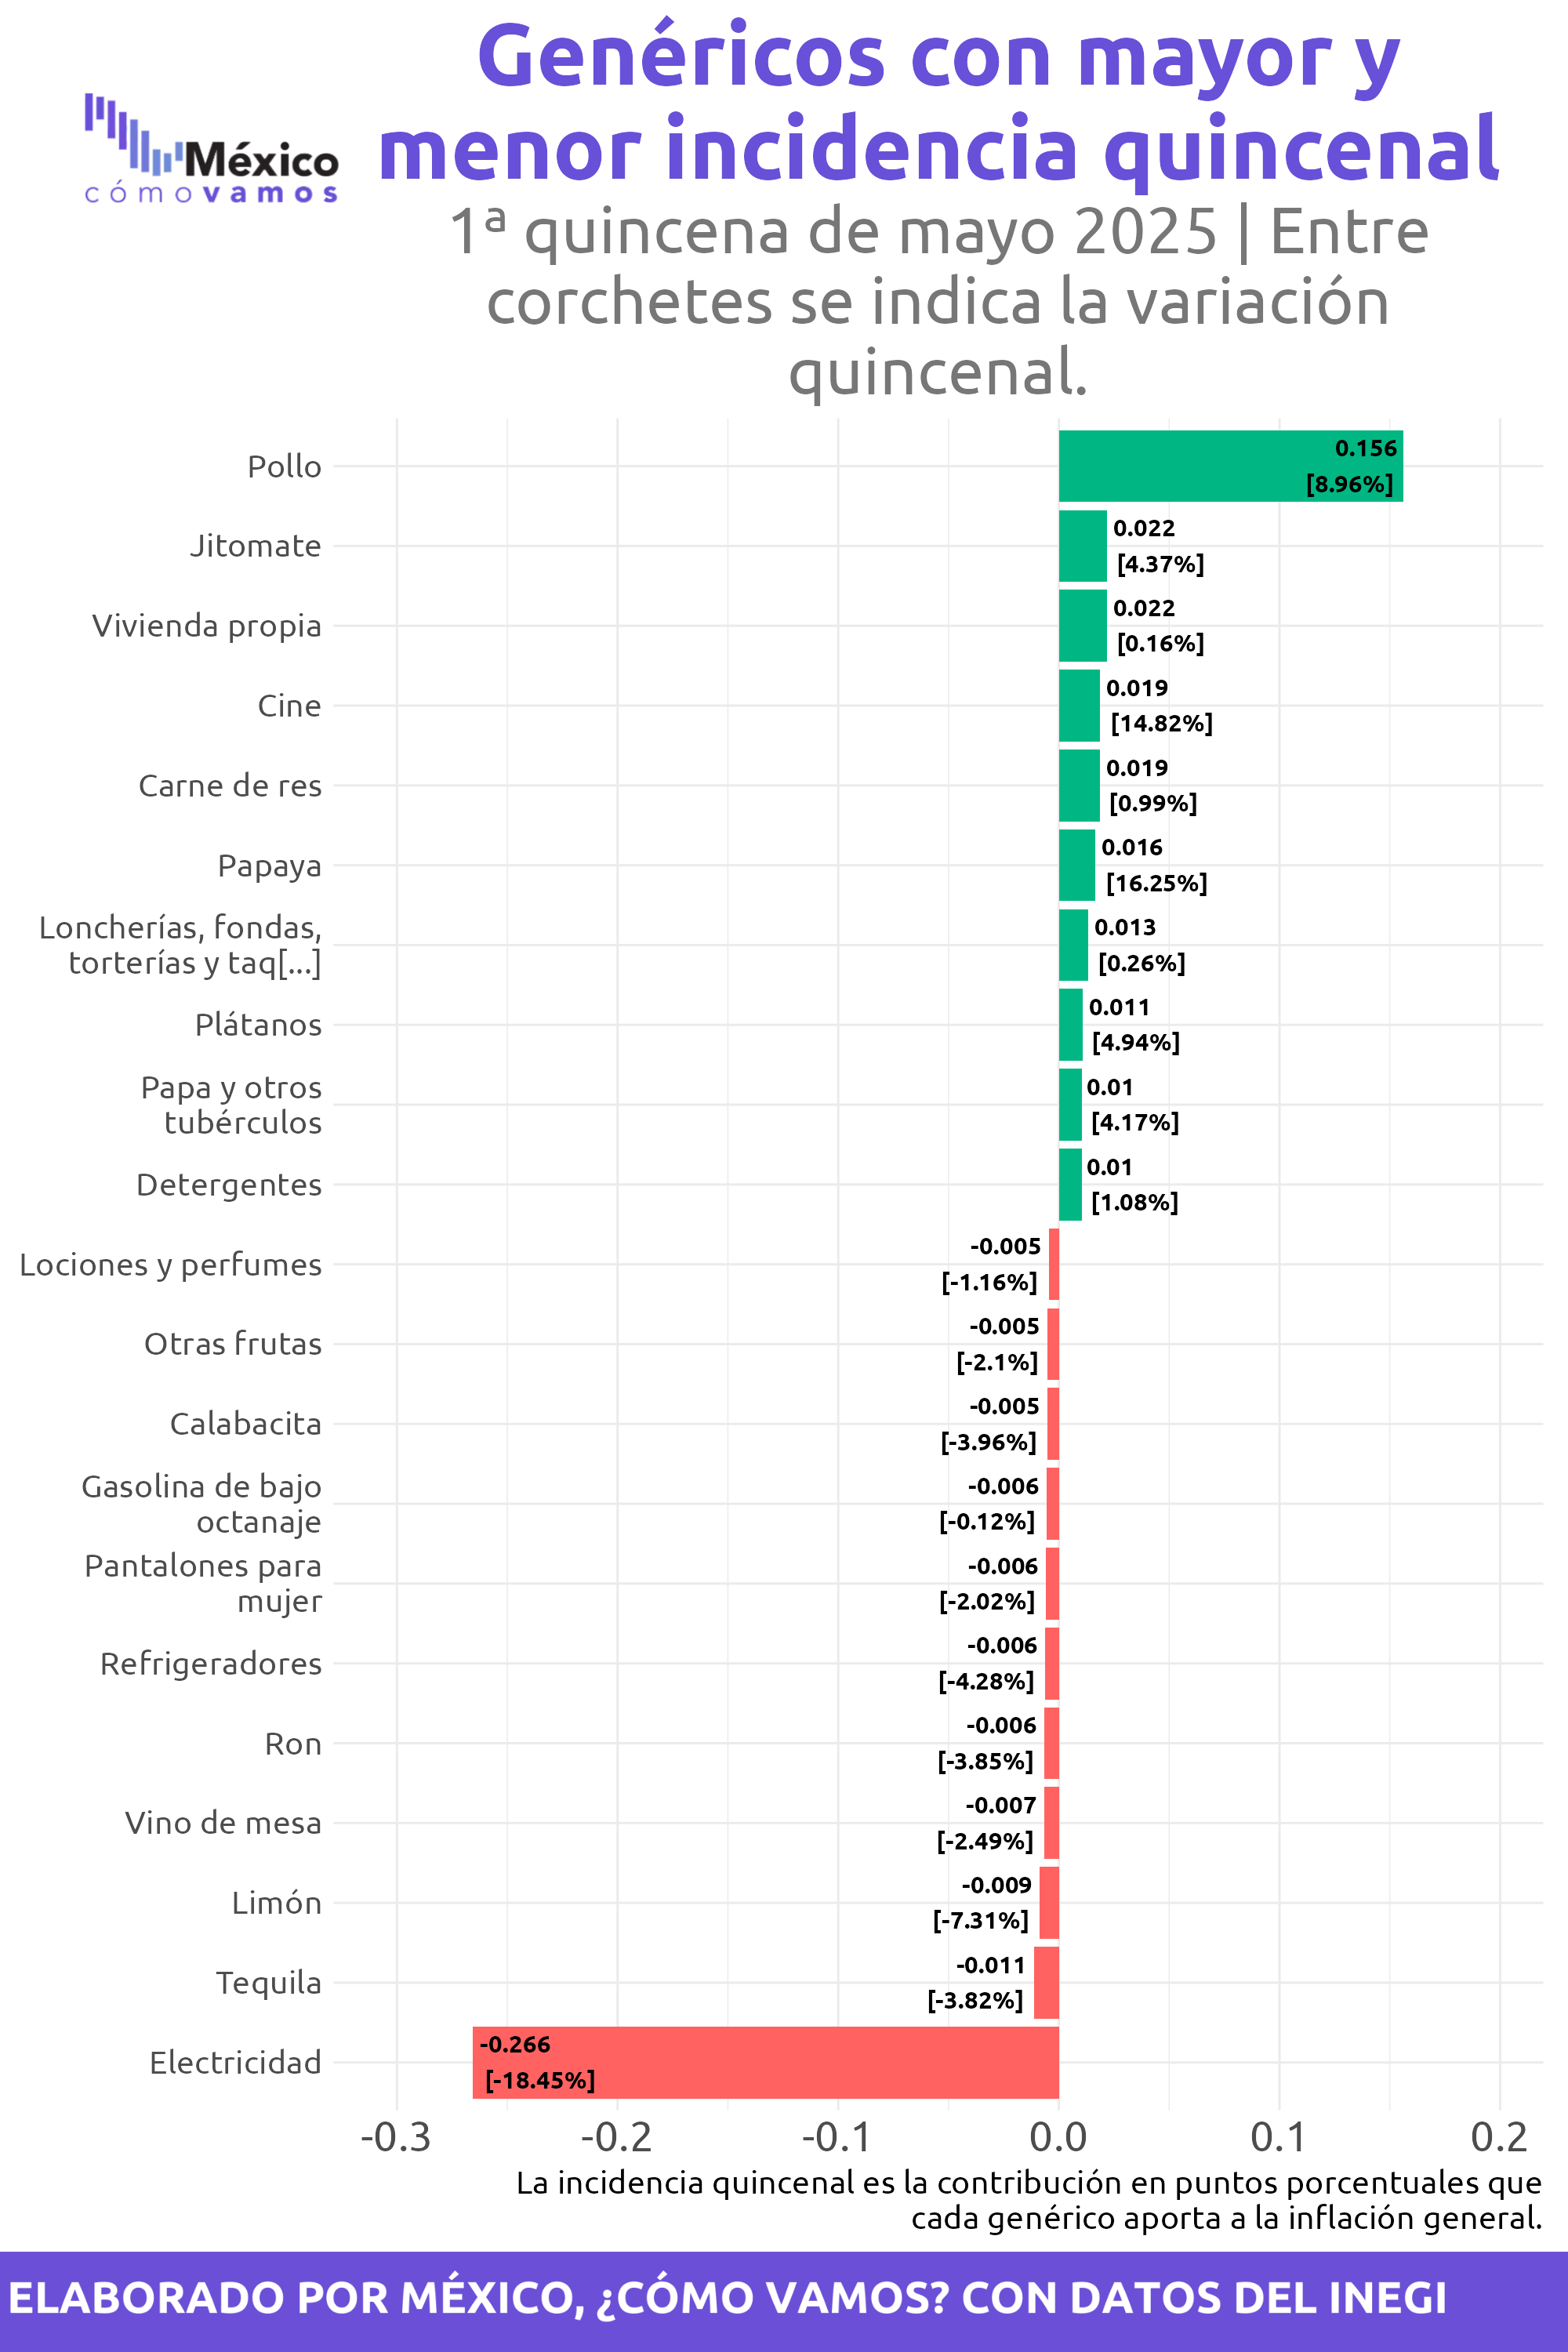 Genéricos con mayor y
menor incidencia quincenal
México
cómovamos
1ª quincena de mayo 2025 | Entre
corchetes se indica la variación
quincenal.
Pollo
0.156
[8.96%]
Jitomate
0.022
[4.37%]
Vivienda propia
0.022
[0.16%]
Cine
0.019
[14.82%]
Carne de res
0.019
[0.99%]
Papaya
0.016
[16.25%]
Loncherías, fondas,
torterías y taq[...]
0.013
[0.26%]
Plátanos
0.011
[4.94%]
Papa y otros
tubérculos
0.01
[4.17%]
Detergentes
0.01
[1.08%]
Lociones y perfumes
-0.005
[-1.16%]
Otras frutas
-0.005
[-2.1%]
Calabacita
-0.005
[-3.96%]
Gasolina de bajo
octanaje
-0.006
[-0.12%]
Pantalones para
mujer
-0.006
[-2.02%]
Refrigeradores
-0.006
[-4.28%]
Ron
-0.006
[-3.85%]
Vino de mesa
-0.007
[-2.49%]
Limón
-0.009
[-7.31%]
Tequila
-0.011
[-3.82%]
Electricidad
-0.266
[-18.45%]
-0.3 -0.2 -0.1 0.0 0.1 0.2
La incidencia quincenal es la contribución en puntos porcentuales que
cada genérico aporta a la inflación general.
ELABORADO POR MÉXICO, ¿CÓMO VAMOS? CON DATOS DEL INEGI